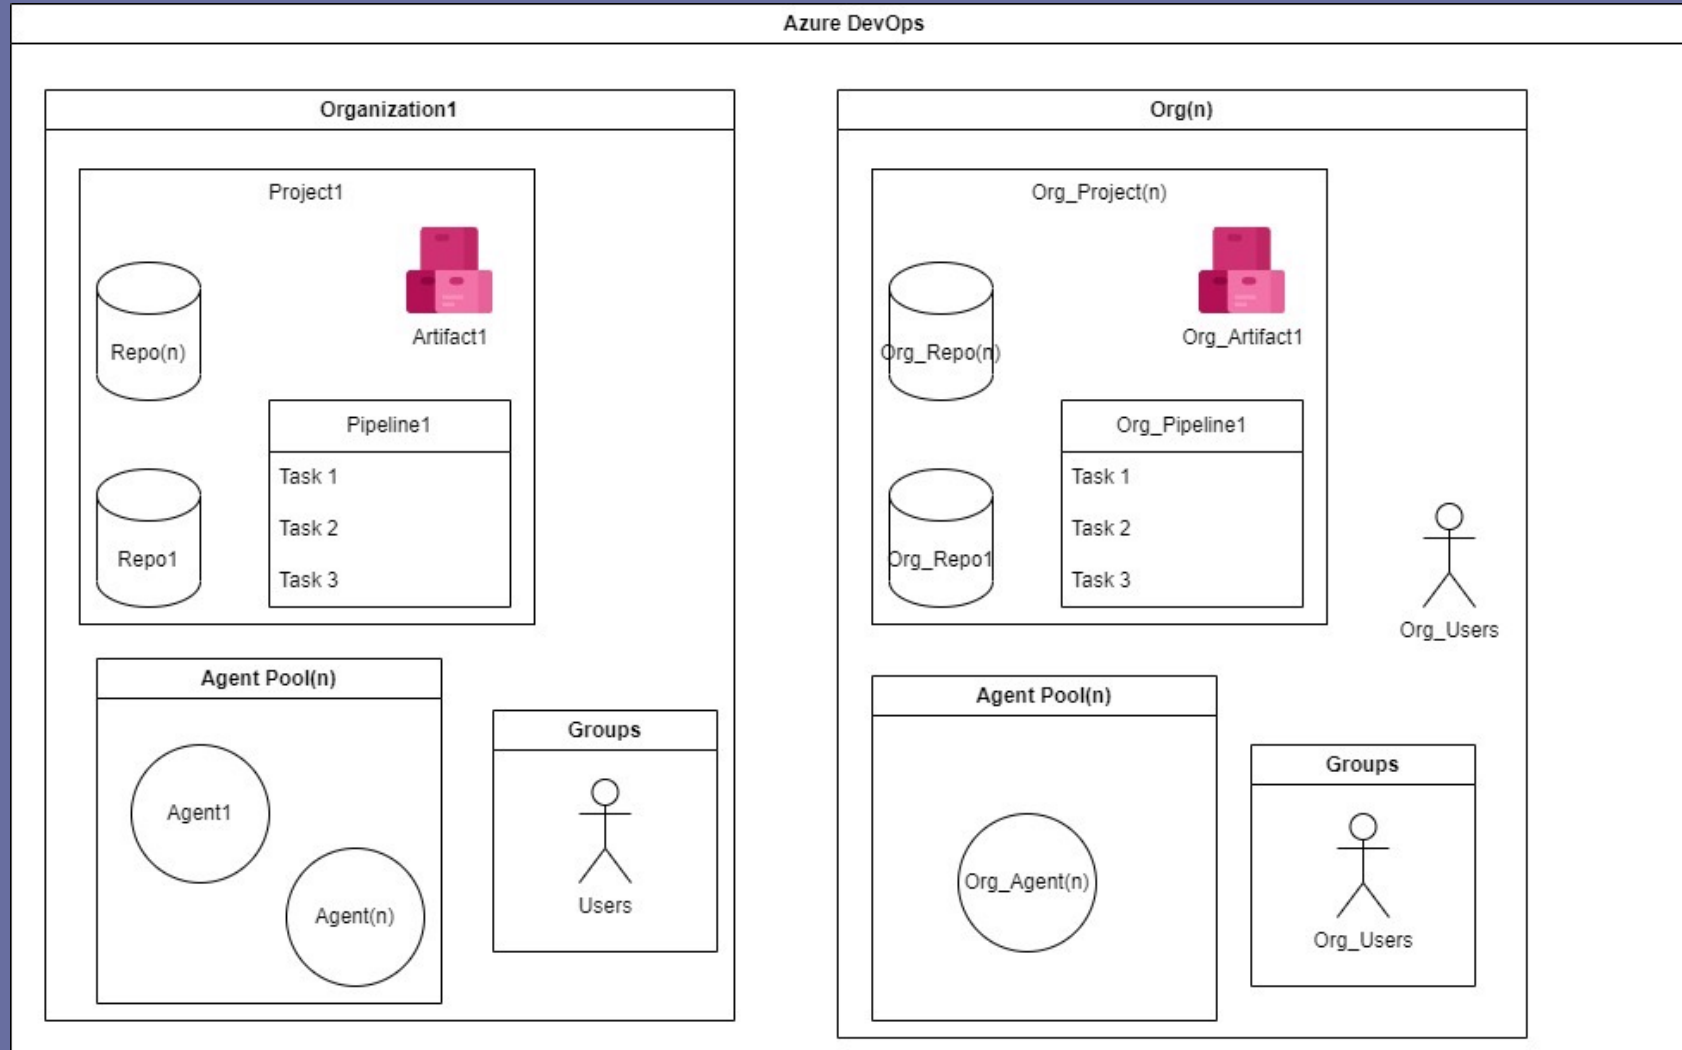 Azure DevOps
Organization1
Project1
Artifact1
Repo(n)
Pipeline1
Task 1
Task 2
Task 3
Repo1
Agent Pool(n)
Agent1
Agent(n)
Groups
Users
Org(n)
Org_Project(n)
Org_Artifact1
Org_Repo(n)
Org_Pipeline1
Task 1
Task 2
Task 3
Org_Repo1
Org_Users
Agent Pool(n)
Org_Agent(n)
Groups
Org_Users